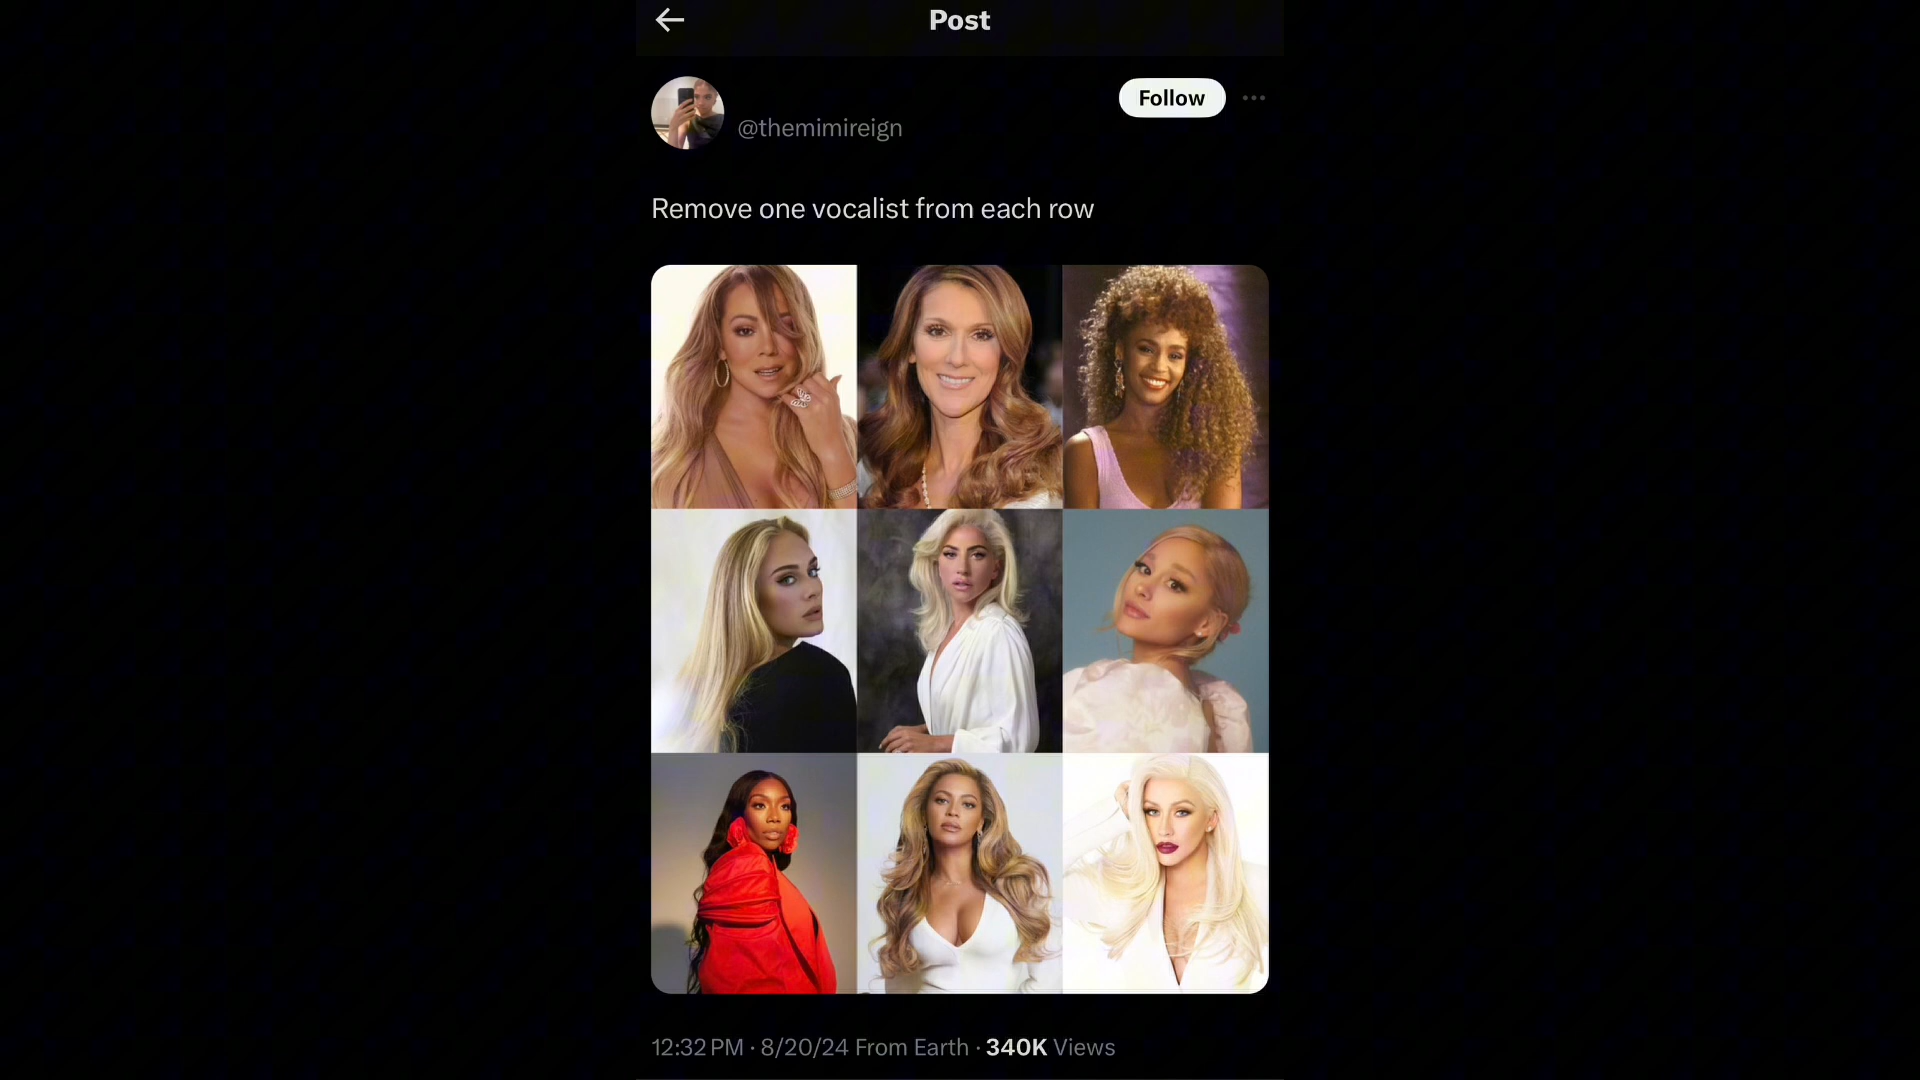 Post
Follow
@themimireign
Remove one vocalist from each row
12:32 PM · 8/20/24 From Earth · 340K Views